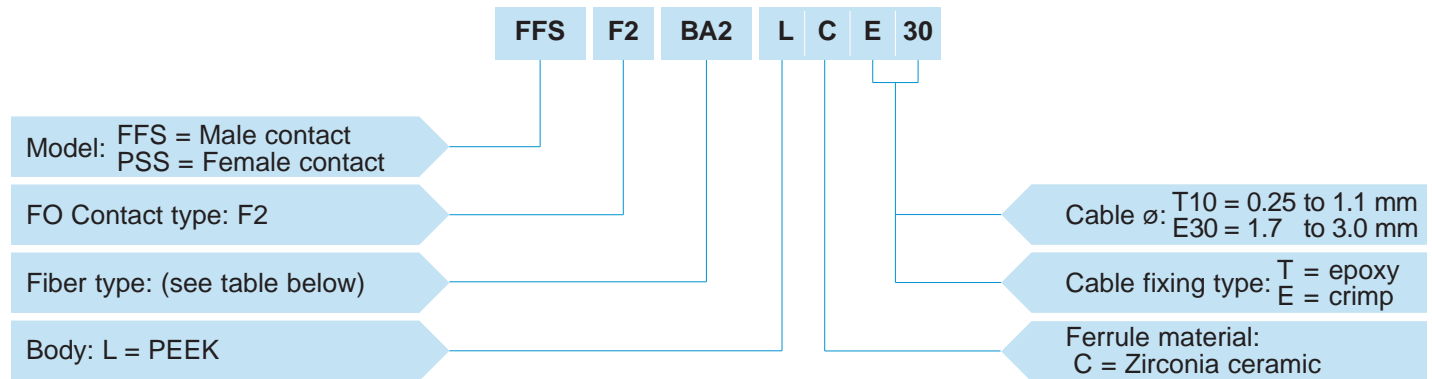 FFS F2 BA2 L C E 30
Model: FFS = Male contact
PSS = Female contact
FO Contact type: F2
Fiber type: (see table below)
Body: L = PEEK
Cable ø: T10 = 0.25 to 1.1 mm
E30 = 1.7 to 3.0 mm
Cable fixing type: T = epoxy
E = crimp
Ferrule material:
C = Zirconia ceramic